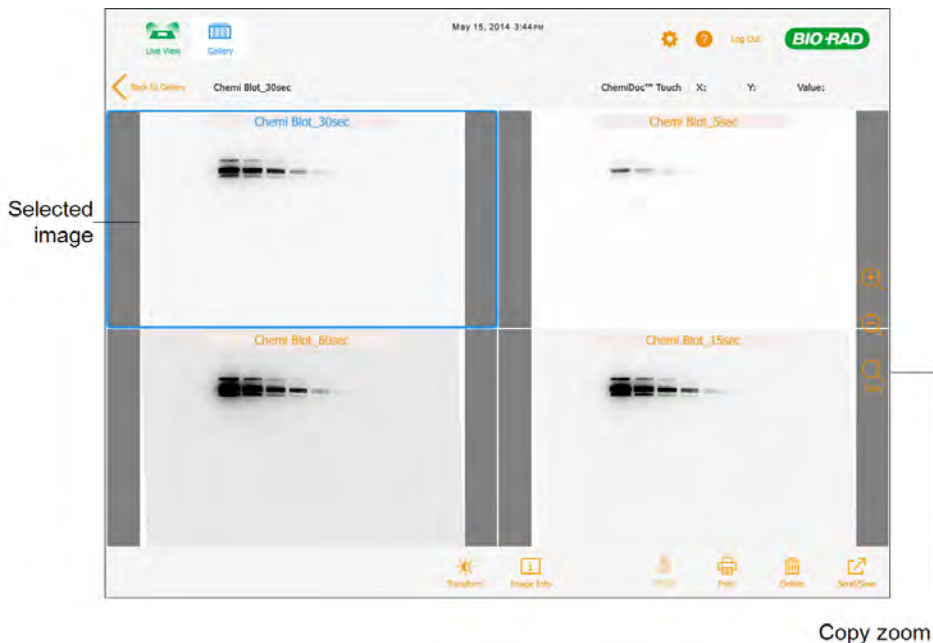 May 15, 2014 3:44 PM
Live View
Gallery
Log Out
BIO-RAD
Back to Gallery
Chemi Blot_30sec
ChemiDoc™ Touch X: Y: Value:
Chemi Blot_30sec
Chemi Blot_5sec
Selected
image
Chemi Blot_60sec
Chemi Blot_15sec
Transform
Image Info
Print
Delete
Send/Save
Copy zoom